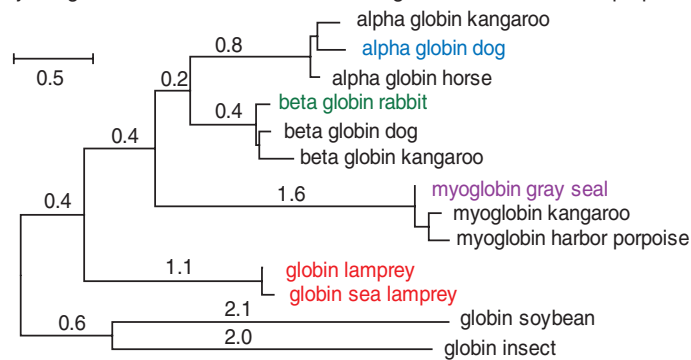 alpha globin kangaroo
0.8
alpha globin dog
0.5
0.2
alpha globin horse
beta globin rabbit
0.4
beta globin dog
0.4
beta globin kangaroo
1.6
myoglobin gray seal
0.4
myoglobin kangaroo
myoglobin harbor porpoise
1.1
globin lamprey
globin sea lamprey
2.1
0.6
globin soybean
2.0
globin insect